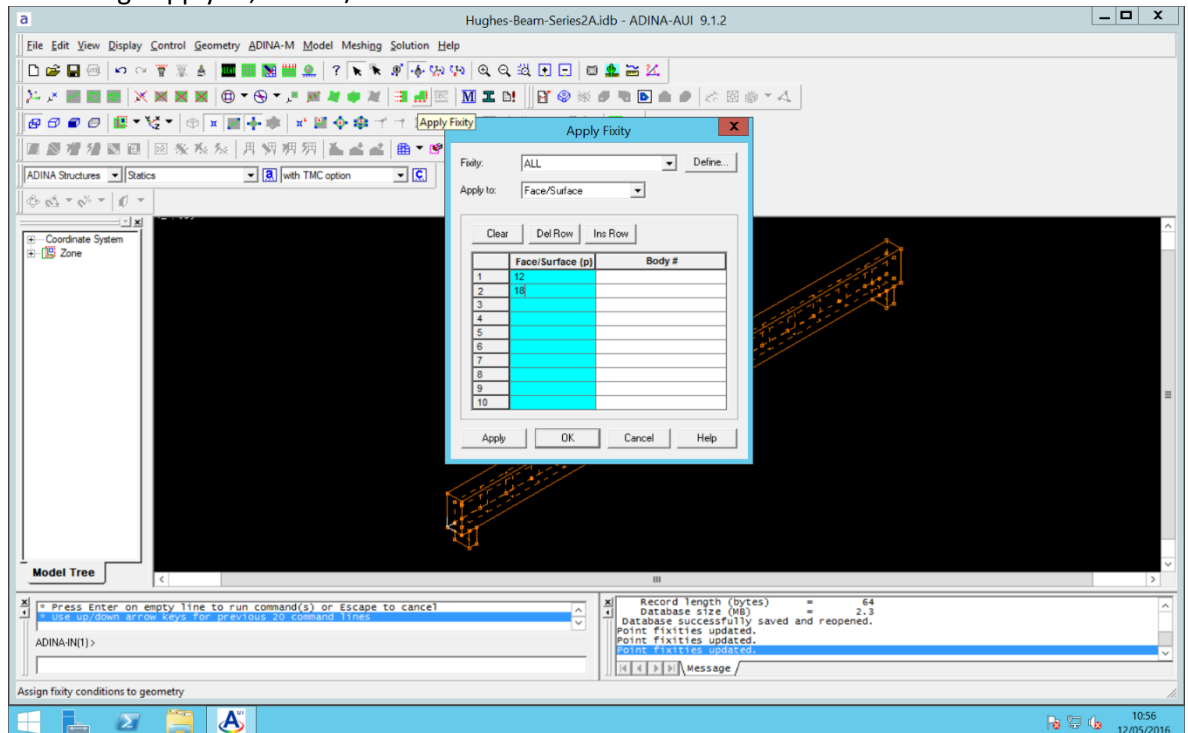 Hughes-Beam-Series2A.idb - ADINA-AUI 9.1.2
File Edit View Display Control Geometry ADINA-M Model Meshing Solution Help
Apply Fixity
ADINA Structures Statics with TMC option
Coordinate System
Zone
Model Tree
Apply Fixity
Fixity: ALL Define...
Apply to: Face/Surface
Clear Del Row Ins Row
Face/Surface (p) Body #
1 12
2 18
3
4
5
6
7
8
9
10
Apply OK Cancel Help
* Press Enter on empty line to run command(s) or Escape to cancel
* Use up/down arrow keys for previous 20 command lines
ADINA-IN(1) >
Record length (bytes) = 64
Database size (MB) = 2.3
Database successfully saved and reopened.
Point fixities updated.
Point fixities updated.
Point fixities updated.
Message
Assign fixity conditions to geometry
10:56
12/05/2016